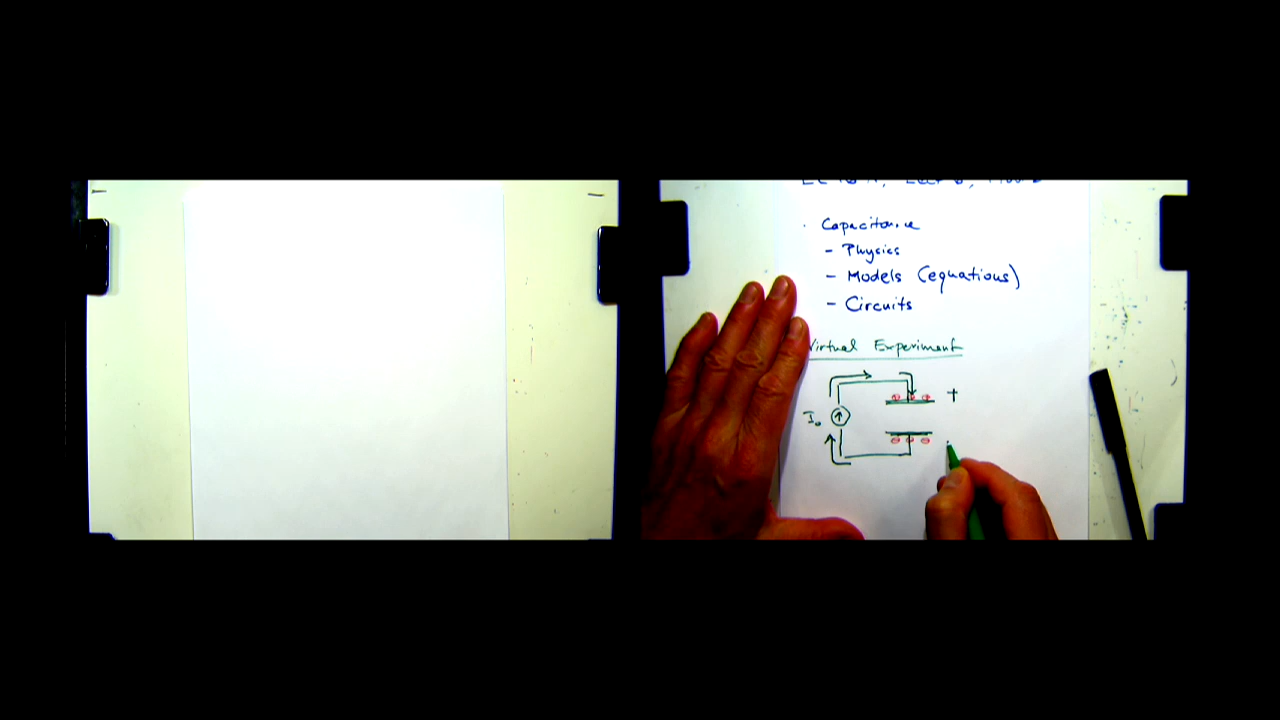 · Capacitance
- Physics
- Models (equations)
- Circuits
Virtual Experiment
+
I₀